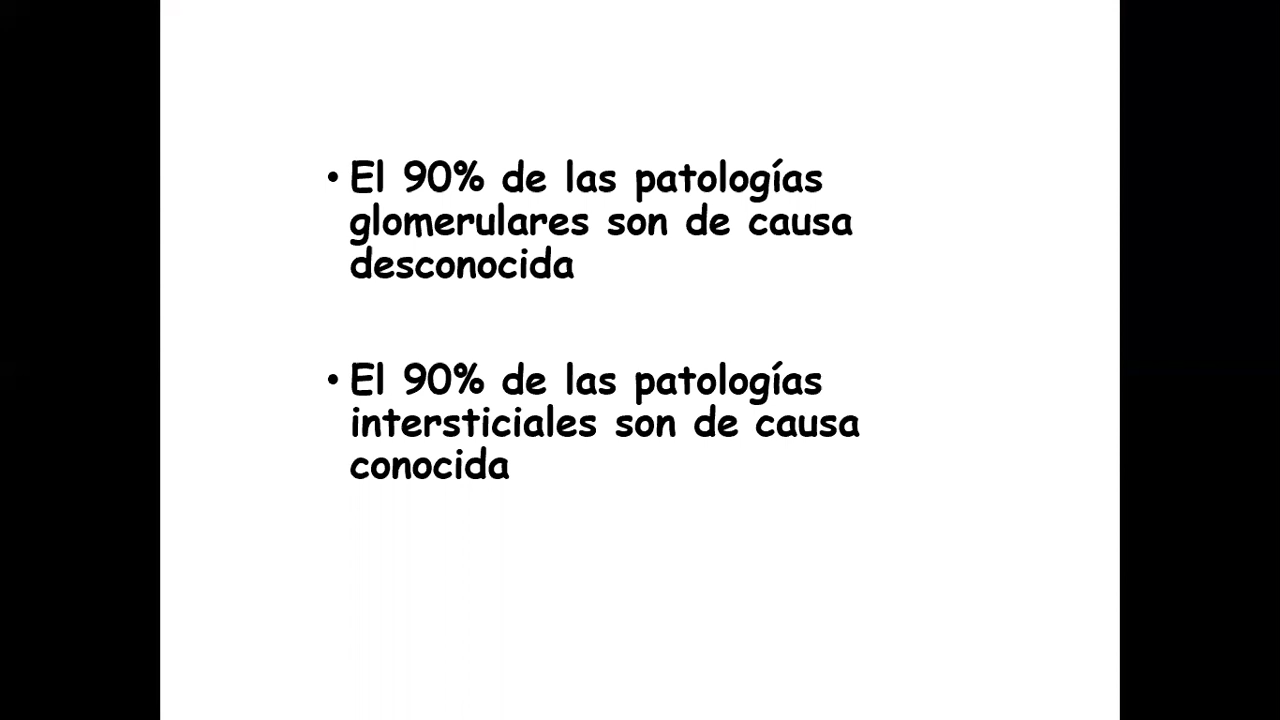 • El 90% de las patologías
glomerulares son de causa
desconocida
• El 90% de las patologías
intersticiales son de causa
conocida